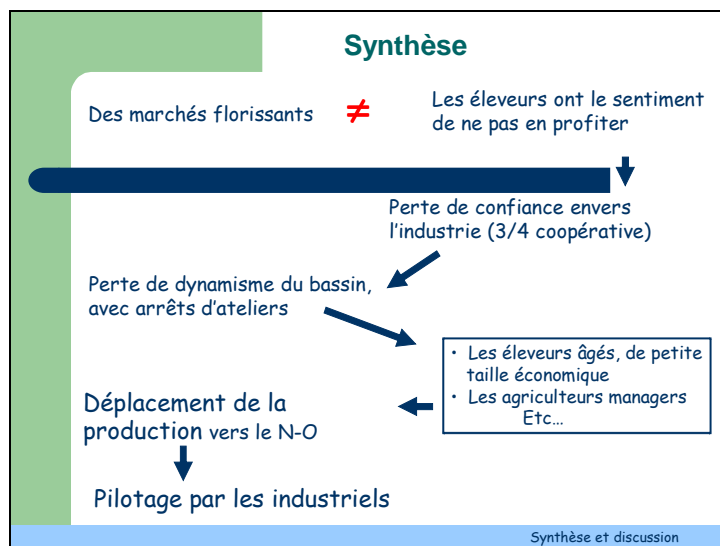 Synthèse
Des marchés florissants ≠ Les éleveurs ont le sentiment
de ne pas en profiter
Perte de confiance envers
l'industrie (3/4 coopérative)
Perte de dynamisme du bassin,
avec arrêts d'ateliers
• Les éleveurs âgés, de petite
taille économique
• Les agriculteurs managers
Etc…
Déplacement de la
production vers le N-O
Pilotage par les industriels
Synthèse et discussion